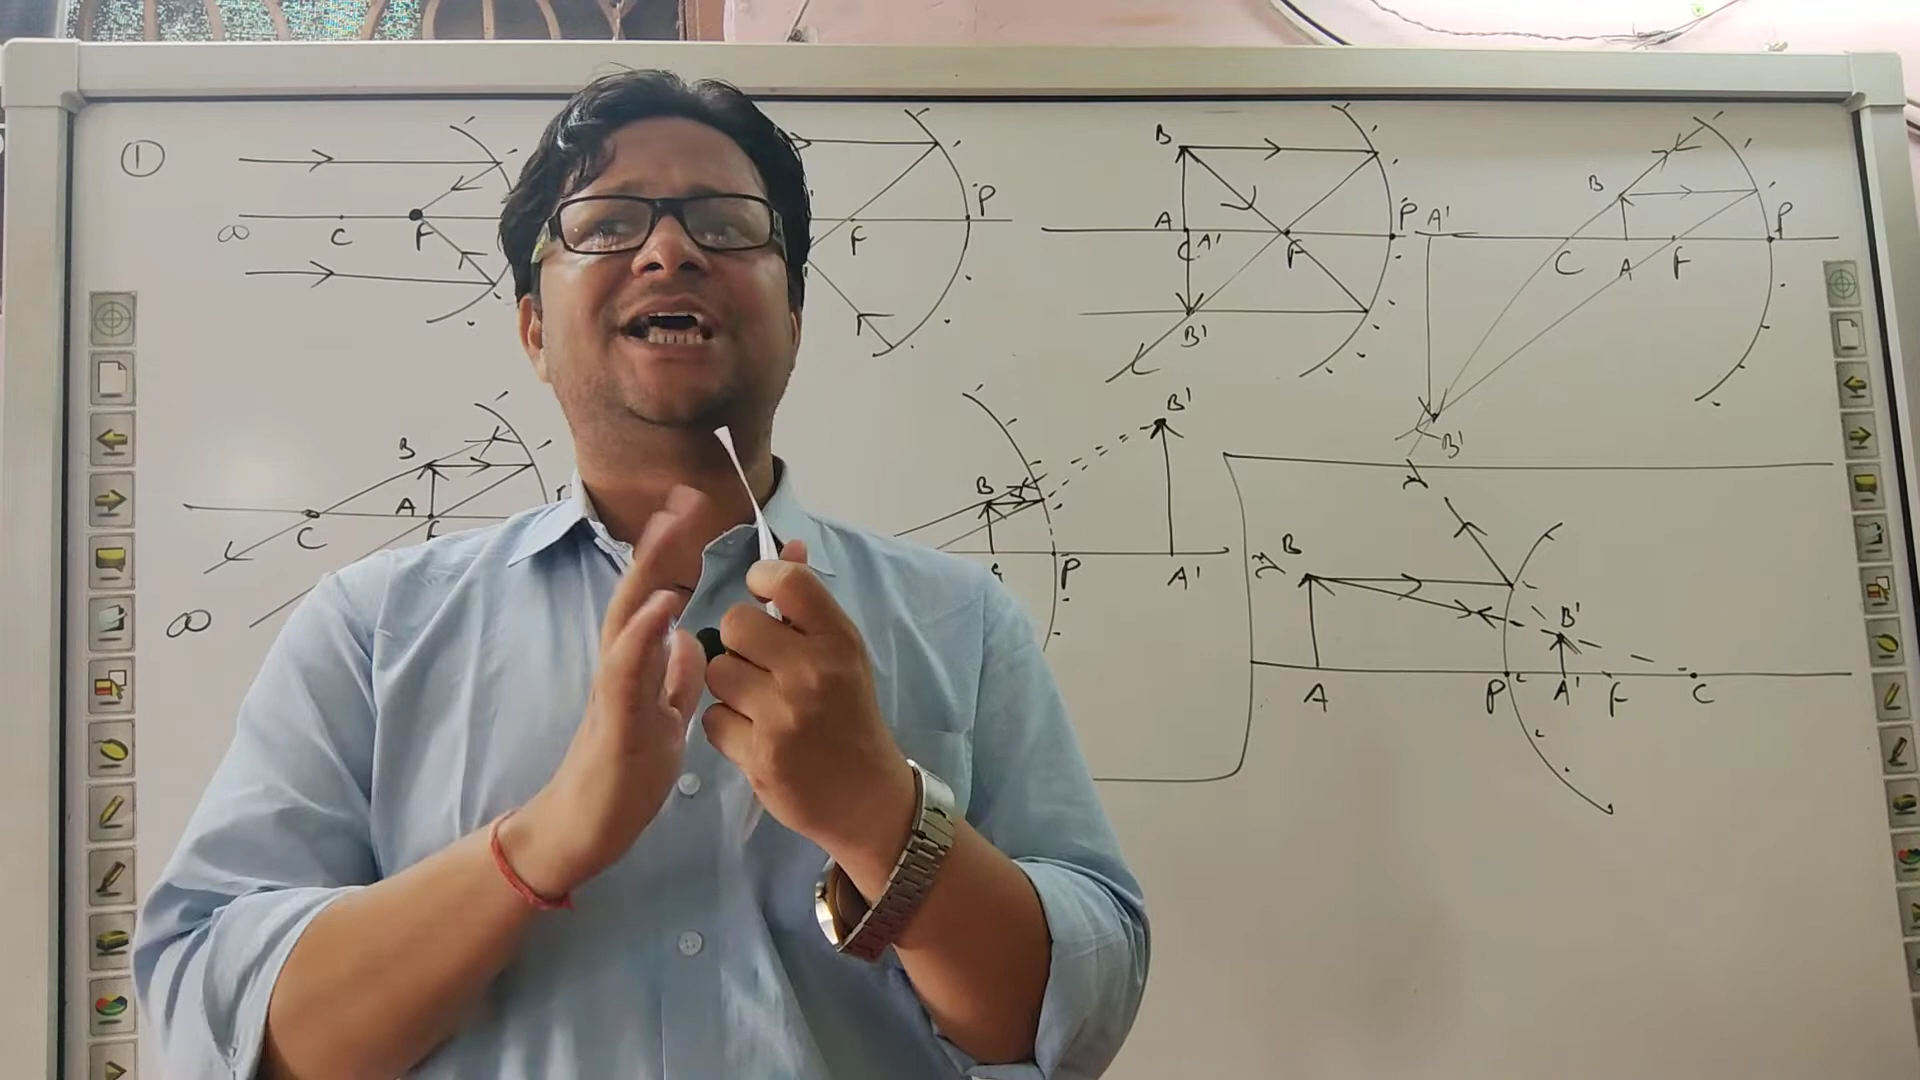 ①
∞ C F
F P
B
A P
C A' F
B'
A'
B
C A F P
B'
B
A
C F
∞
B B'
P A'
B
B'
A P A' F C